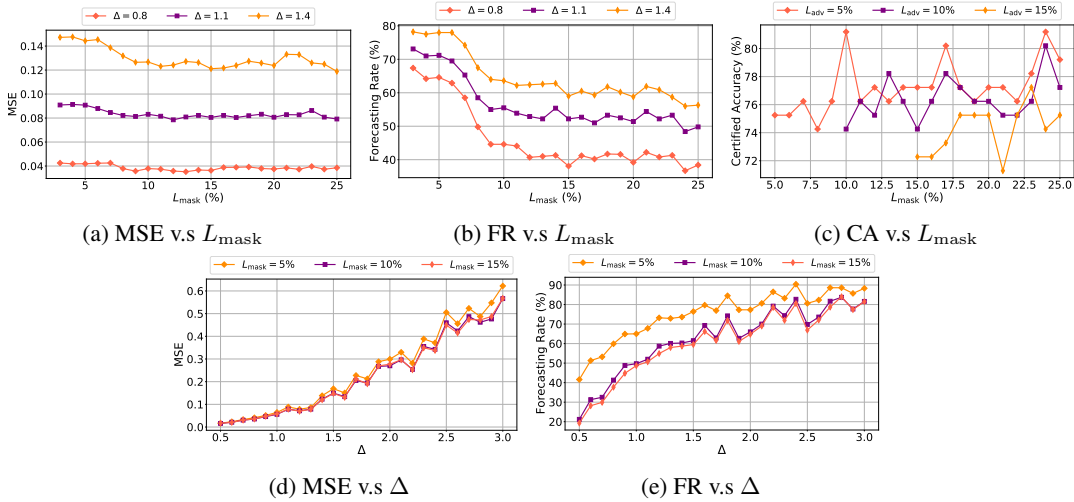 Δ = 0.8 Δ = 1.1 Δ = 1.4
0.14
0.12
0.10
0.08
0.06
0.04
MSE
5 10 15 20 25
L_mask (%)
(a) MSE v.s L_mask
Δ = 0.8 Δ = 1.1 Δ = 1.4
80
70
60
50
40
Forecasting Rate (%)
5 10 15 20 25
L_mask (%)
(b) FR v.s L_mask
L_adv = 5% L_adv = 10% L_adv = 15%
80
78
76
74
72
Certified Accuracy (%)
5.0 7.5 10.0 12.5 15.0 17.5 20.0 22.5 25.0
L_mask (%)
(c) CA v.s L_mask
L_mask = 5% L_mask = 10% L_mask = 15%
0.6
0.5
0.4
0.3
0.2
0.1
0.0
MSE
0.5 1.0 1.5 2.0 2.5 3.0
Δ
(d) MSE v.s Δ
L_mask = 5% L_mask = 10% L_mask = 15%
90
80
70
60
50
40
30
20
Forecasting Rate (%)
0.5 1.0 1.5 2.0 2.5 3.0
Δ
(e) FR v.s Δ